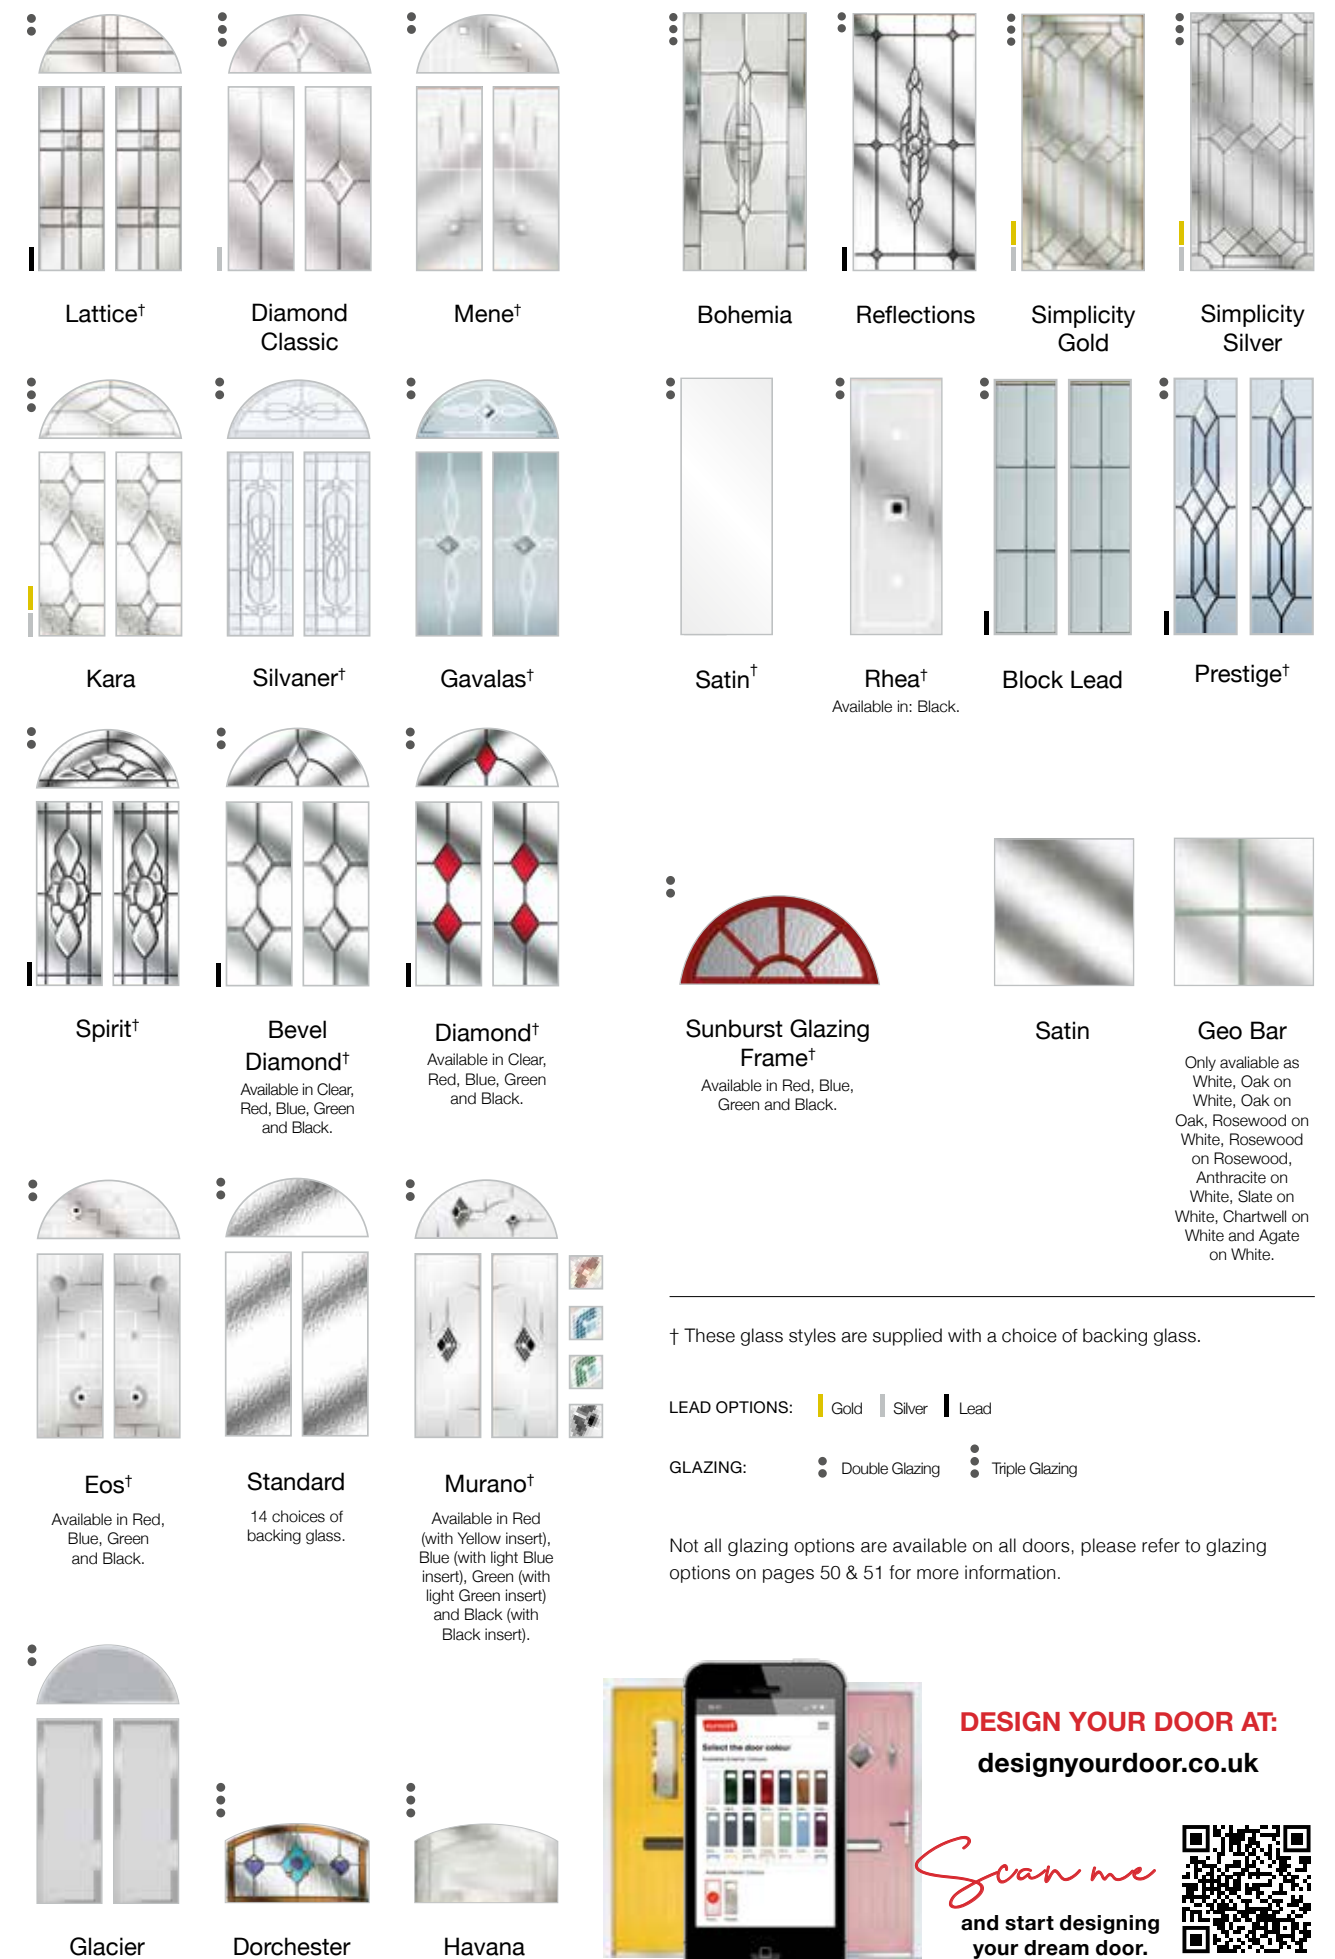 Lattice†
Diamond
Classic
Mene†
Bohemia
Reflections
Simplicity
Gold
Simplicity
Silver
Kara
Silvaner†
Gavalas†
Satin†
Rhea†
Available in: Black.
Block Lead
Prestige†
Spirit†
Bevel
Diamond†
Available in Clear,
Red, Blue, Green
and Black.
Diamond†
Available in Clear,
Red, Blue, Green
and Black.
Sunburst Glazing
Frame†
Available in Red, Blue,
Green and Black.
Satin
Geo Bar
Only avaliable as
White, Oak on
White, Oak on
Oak, Rosewood on
White, Rosewood
on Rosewood,
Anthracite on
White, Slate on
White, Chartwell on
White and Agate
on White.
Eos†
Available in Red,
Blue, Green
and Black.
Standard
14 choices of
backing glass.
Murano†
Available in Red
(with Yellow insert),
Blue (with light Blue
insert), Green (with
light Green insert)
and Black (with
Black insert).
† These glass styles are supplied with a choice of backing glass.
LEAD OPTIONS: Gold Silver Lead
GLAZING: Double Glazing Triple Glazing
Not all glazing options are available on all doors, please refer to glazing
options on pages 50 & 51 for more information.
Glacier
Dorchester
Havana
Select the door colour
DESIGN YOUR DOOR AT:
designyourdoor.co.uk
Scan me
and start designing
your dream door.